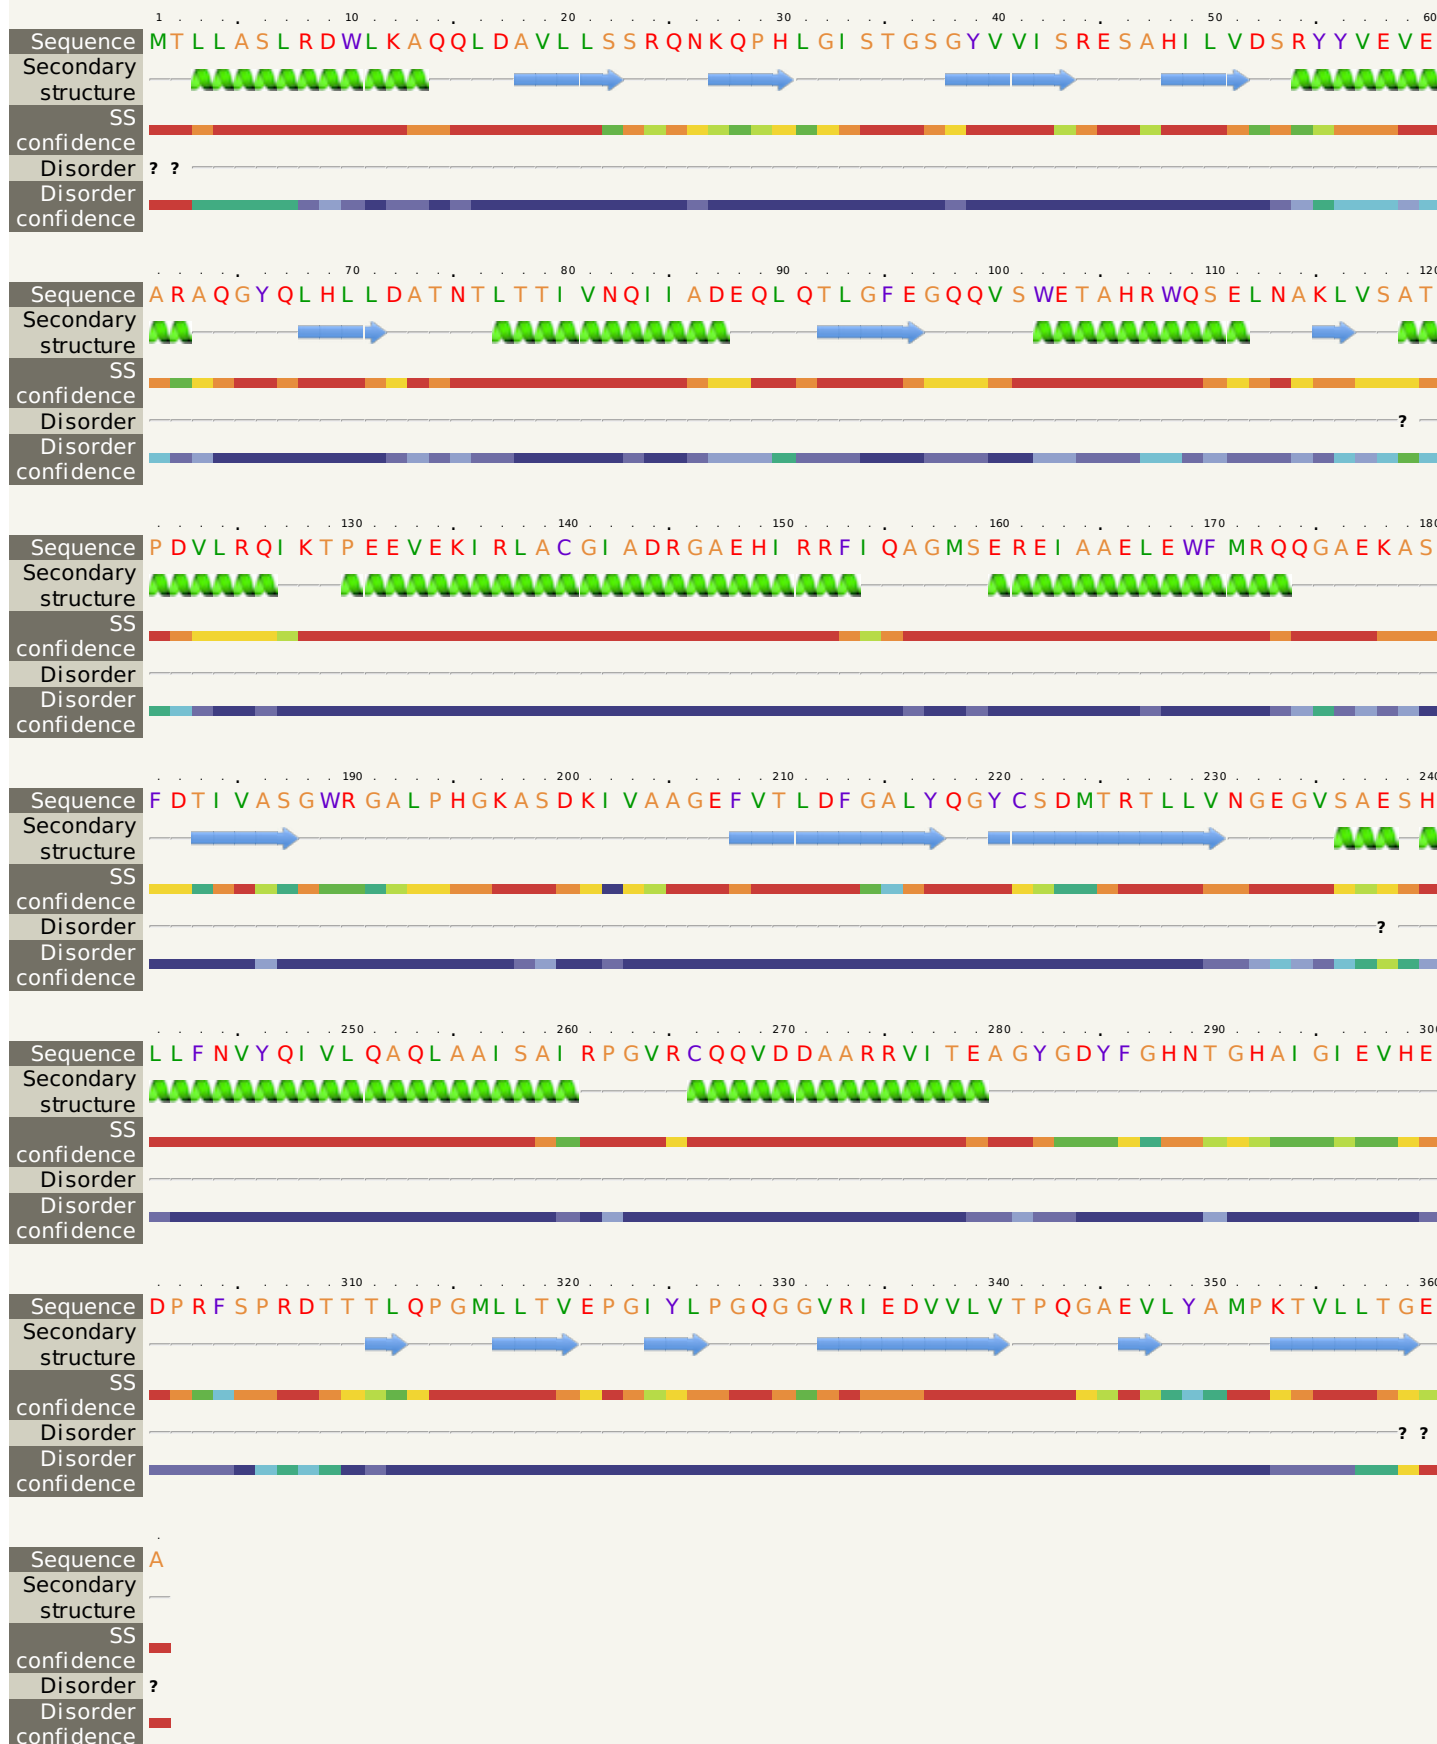 1 10 20 30 40 50 60
Sequence MTLLASLRDWLKAQQLDAVLLSSRQNKQPHLGISTGSGYVVISRESAHILVDSRYYVEVE
Secondary
structure
SS
confidence
Disorder ? ?
Disorder
confidence
70 80 90 100 110 120
Sequence ARAQGYQLHLLDATNTLTTIVNQIIADEQLQTLGFEGQQVSWETAHRWQSELNAKLVSAT
Secondary
structure
SS
confidence
Disorder ?
Disorder
confidence
130 140 150 160 170 180
Sequence PDVLRQIKTPEEVEKIRLACGIADRGAEHIRRFIQAGMSEREIAAELEWFMRQQGAEKAS
Secondary
structure
SS
confidence
Disorder
Disorder
confidence
190 200 210 220 230 240
Sequence FDTIVASGWRGALPHGKASDKIVAAGEFVTLDFGALYQGYCSDMTRTLLVNGEGVSAESH
Secondary
structure
SS
confidence
Disorder ?
Disorder
confidence
250 260 270 280 290 300
Sequence LLFNVYQIVLQAQLAAISAIRPGVRCQQVDDAARRVITEAGYGDYFGHNTGHAIGIEVHE
Secondary
structure
SS
confidence
Disorder
Disorder
confidence
310 320 330 340 350 360
Sequence DPRFSPRDTTTLQPGMLLTVEPGIYLPGQGGVRIEDVVLVTPQGAEVLYAMPKTVLLTGE
Secondary
structure
SS
confidence
Disorder ? ?
Disorder
confidence
Sequence A
Secondary
structure
SS
confidence
Disorder ?
Disorder
confidence